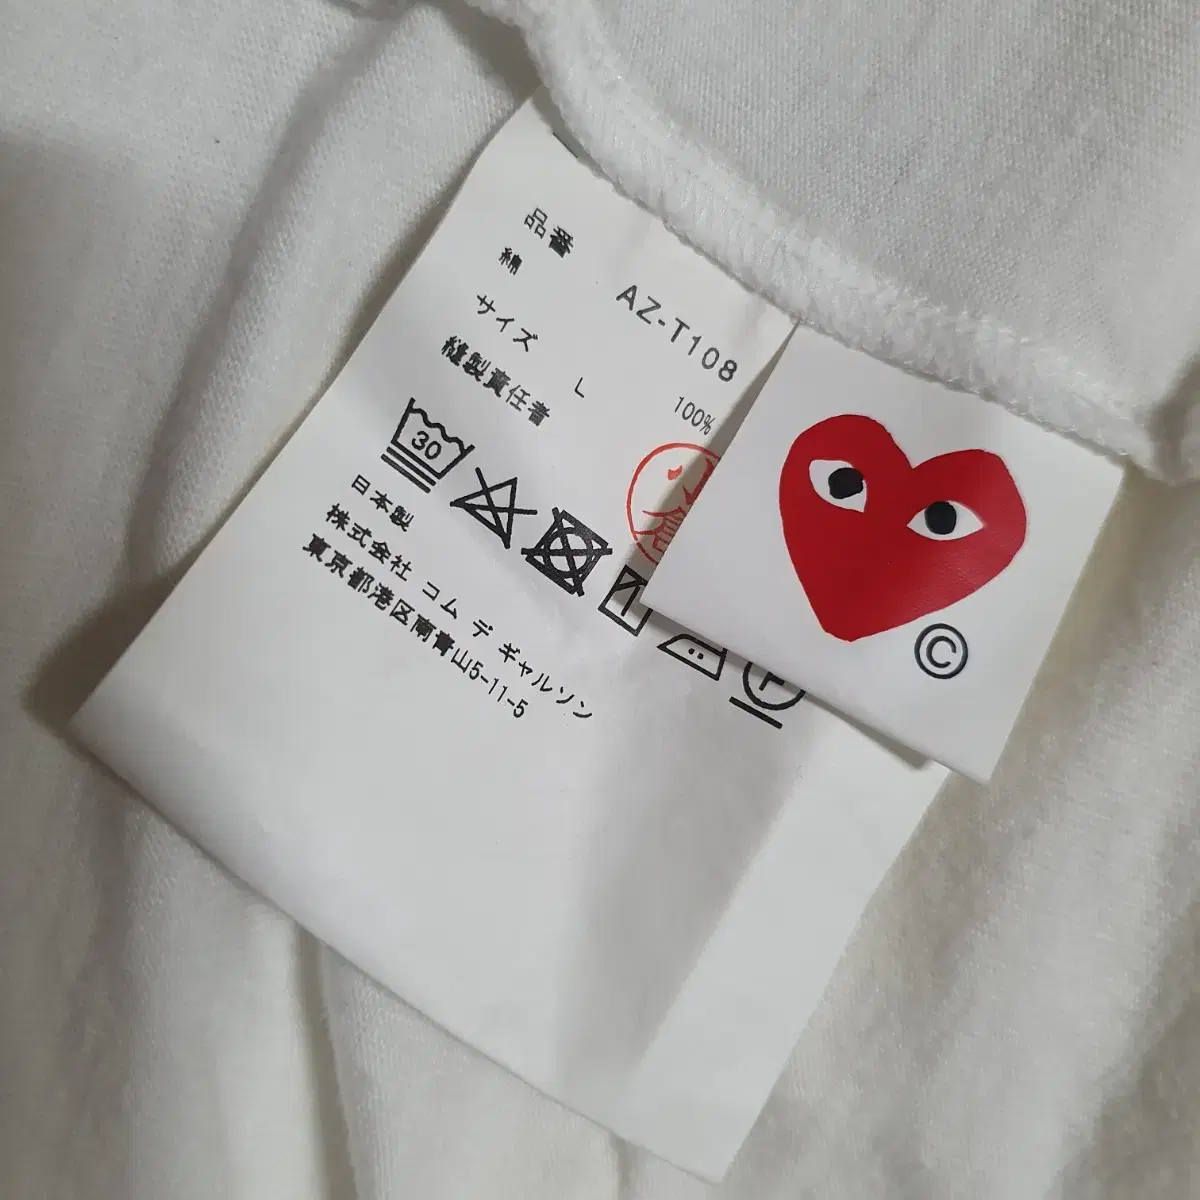 品番 AZ-T108
綿 100%
サイズ L
縫製責任者
30
日本製
株式会社 コム デ ギャルソン
東京都港区南青山5-11-5
©